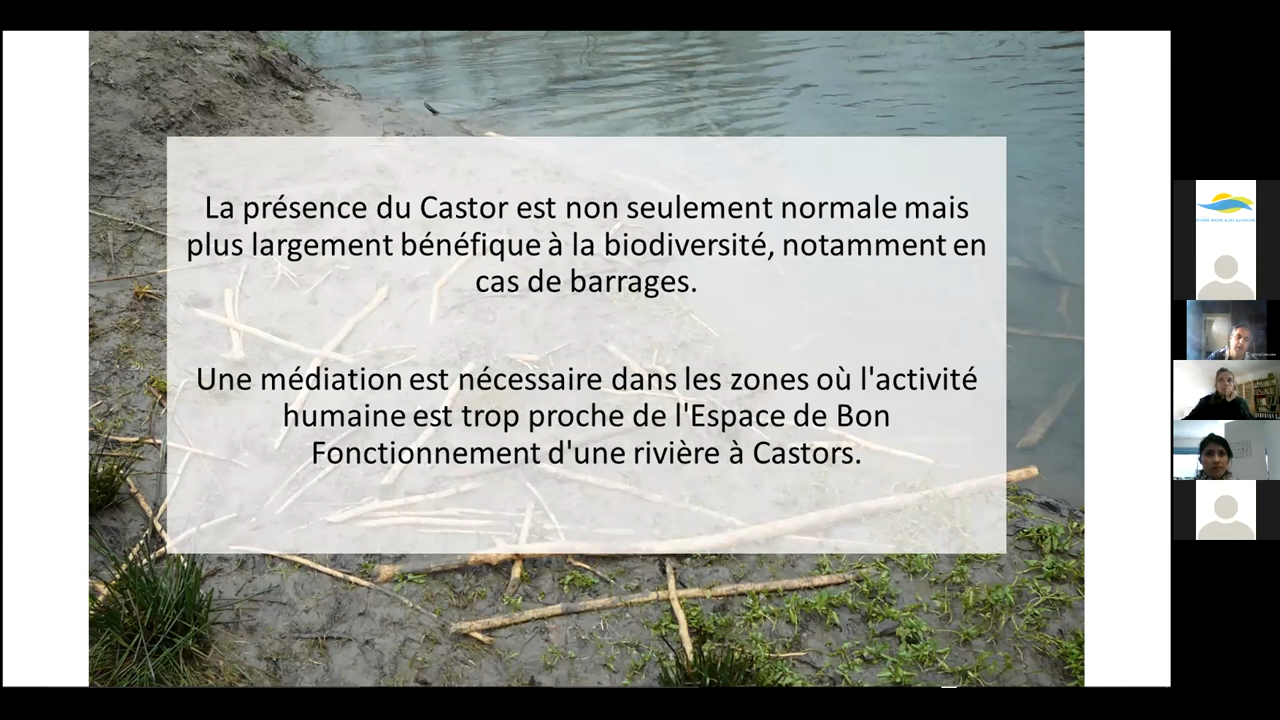 La présence du Castor est non seulement normale mais
plus largement bénéfique à la biodiversité, notamment en
cas de barrages.
Une médiation est nécessaire dans les zones où l'activité
humaine est trop proche de l'Espace de Bon
Fonctionnement d'une rivière à Castors.